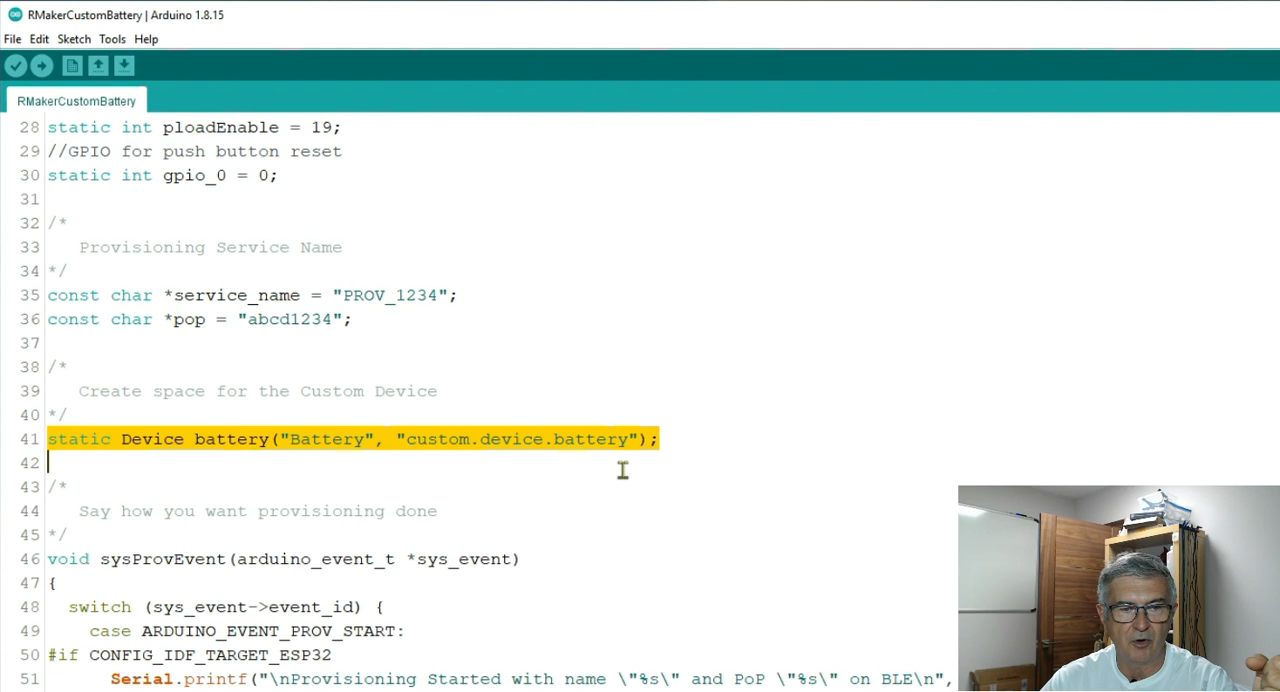 RMakerCustomBattery | Arduino 1.8.15
File Edit Sketch Tools Help
RMakerCustomBattery
28 static int ploadEnable = 19;
29 //GPIO for push button reset
30 static int gpio_0 = 0;
31
32 /*
33 Provisioning Service Name
34 */
35 const char *service_name = "PROV_1234";
36 const char *pop = "abcd1234";
37
38 /*
39 Create space for the Custom Device
40 */
41 static Device battery("Battery", "custom.device.battery");
42
43 /*
44 Say how you want provisioning done
45 */
46 void sysProvEvent(arduino_event_t *sys_event)
47 {
48 switch (sys_event->event_id) {
49 case ARDUINO_EVENT_PROV_START:
50 #if CONFIG_IDF_TARGET_ESP32
51 Serial.printf("\nProvisioning Started with name \"%s\" and PoP \"%s\" on BLE\n",